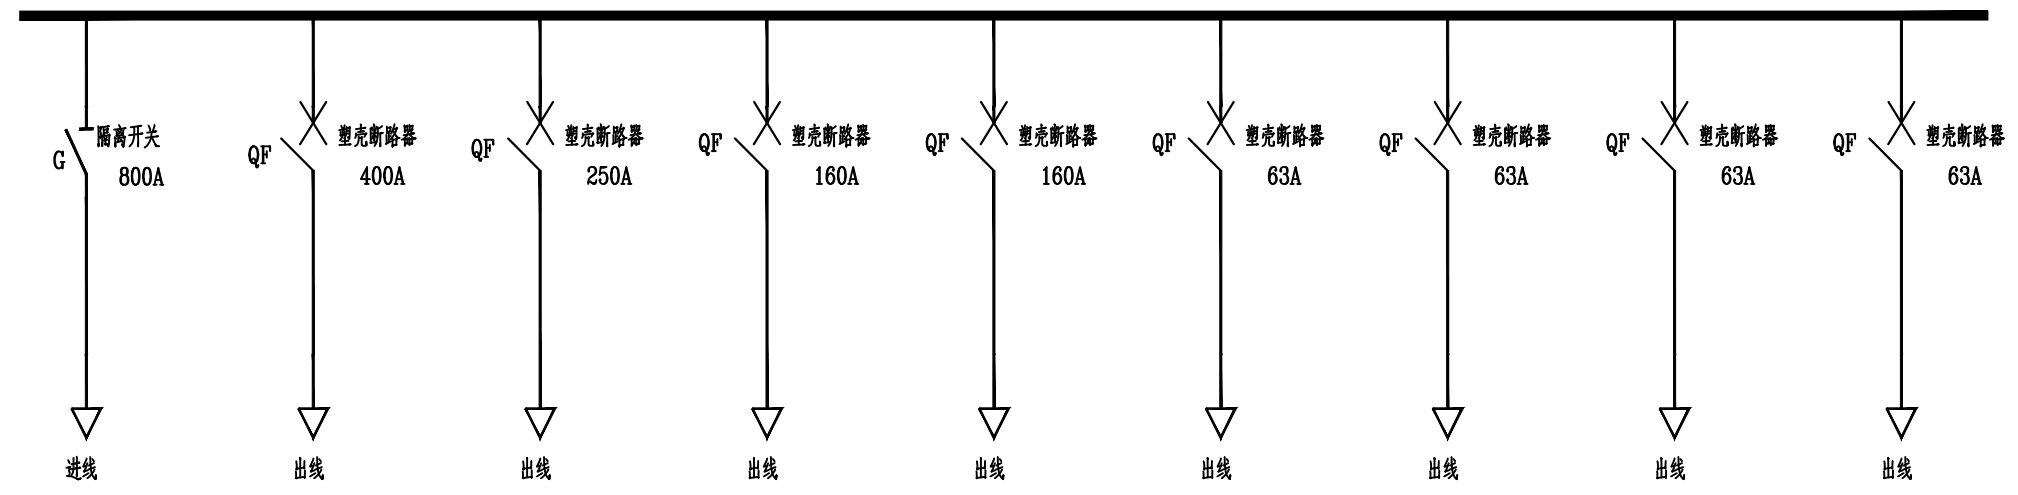 G
隔离开关
800A
QF
塑壳断路器
400A
QF
塑壳断路器
250A
QF
塑壳断路器
160A
QF
塑壳断路器
160A
QF
塑壳断路器
63A
QF
塑壳断路器
63A
QF
塑壳断路器
63A
QF
塑壳断路器
63A
进线
出线
出线
出线
出线
出线
出线
出线
出线